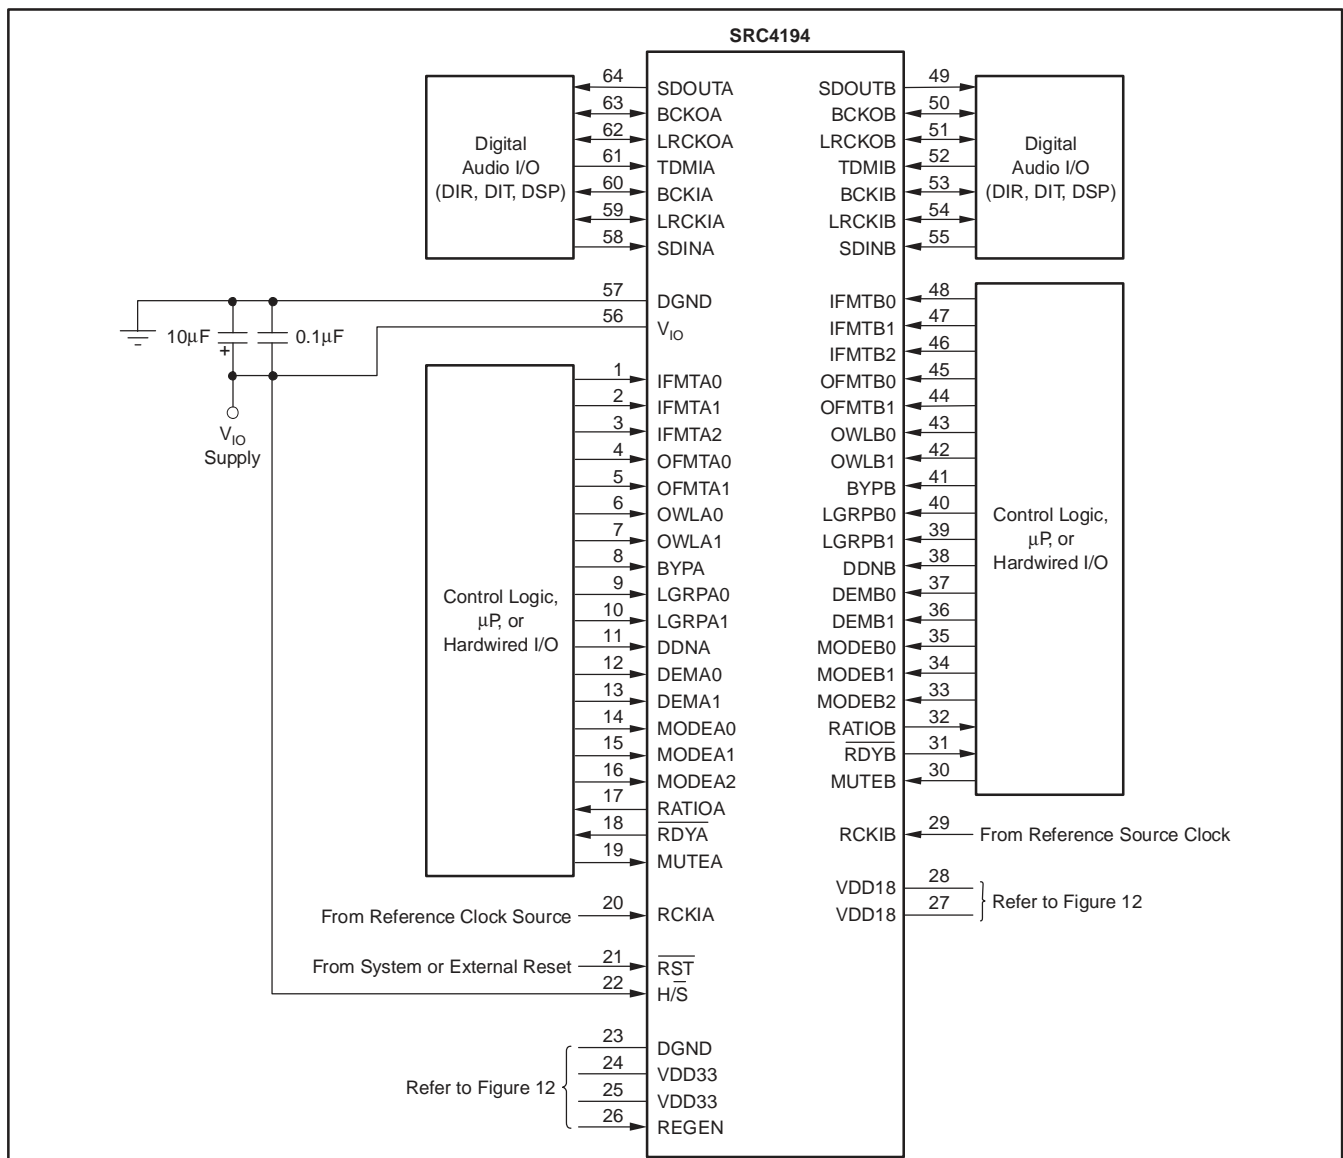 SRC4194
Digital
Audio I/O
(DIR, DIT, DSP)
64 SDOUTA
63 BCKOA
62 LRCKOA
61 TDMIA
60 BCKIA
59 LRCKIA
58 SDINA
57 DGND
56 VIO
10μF
+
0.1μF
VIO
Supply
Control Logic,
μP, or
Hardwired I/O
1 IFMTA0
2 IFMTA1
3 IFMTA2
4 OFMTA0
5 OFMTA1
6 OWLA0
7 OWLA1
8 BYPA
9 LGRPA0
10 LGRPA1
11 DDNA
12 DEMA0
13 DEMA1
14 MODEA0
15 MODEA1
16 MODEA2
17 RATIOA
18 R̅D̅Y̅A̅
19 MUTEA
From Reference Clock Source 20 RCKIA
From System or External Reset 21 R̅S̅T̅
22 H/S̅
Refer to Figure 12
23 DGND
24 VDD33
25 VDD33
26 REGEN
SDOUTB 49
BCKOB 50
LRCKOB 51
TDMIB 52
BCKIB 53
LRCKIB 54
SDINB 55
Digital
Audio I/O
(DIR, DIT, DSP)
IFMTB0 48
IFMTB1 47
IFMTB2 46
OFMTB0 45
OFMTB1 44
OWLB0 43
OWLB1 42
BYPB 41
LGRPB0 40
LGRPB1 39
DDNB 38
DEMB0 37
DEMB1 36
MODEB0 35
MODEB1 34
MODEB2 33
RATIOB 32
R̅D̅Y̅B̅ 31
MUTEB 30
Control Logic,
μP, or
Hardwired I/O
RCKIB 29 From Reference Source Clock
VDD18 28
VDD18 27
Refer to Figure 12